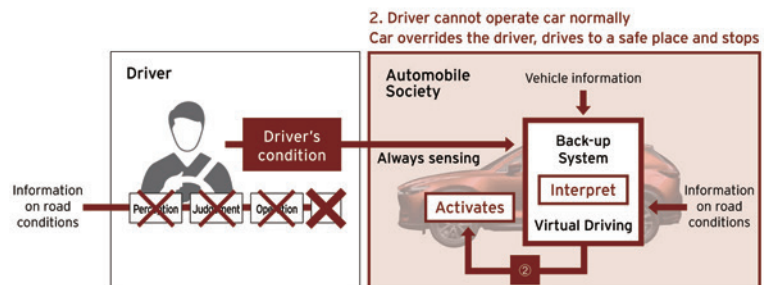 2. Driver cannot operate car normally
Car overrides the driver, drives to a safe place and stops
Driver
Driver's
condition
Information
on road
conditions
Perception
Judgment
Operation
Automobile
Society
Vehicle information
Always sensing
Back-up
System
Interpret
Virtual Driving
Activates
②
Information
on road
conditions